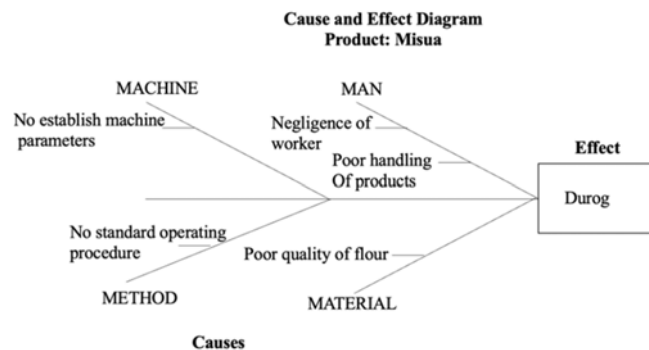 Cause and Effect Diagram
Product: Misua
MACHINE
MAN
No establish machine
parameters
Negligence of
worker
Poor handling
Of products
Effect
Durog
No standard operating
procedure
Poor quality of flour
METHOD
MATERIAL
Causes